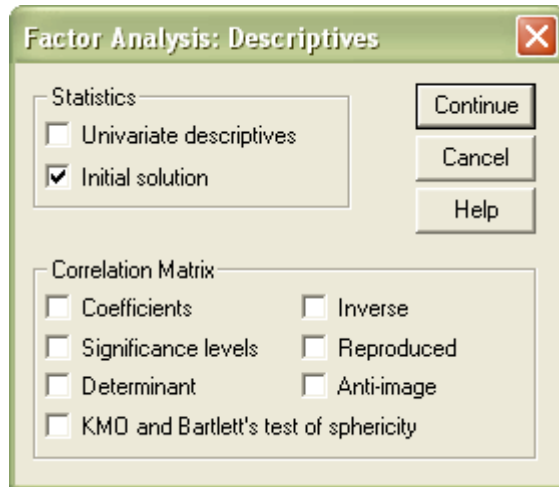 Factor Analysis: Descriptives
Statistics
Univariate descriptives
Initial solution
Continue
Cancel
Help
Correlation Matrix
Coefficients
Inverse
Significance levels
Reproduced
Determinant
Anti-image
KMO and Bartlett's test of sphericity